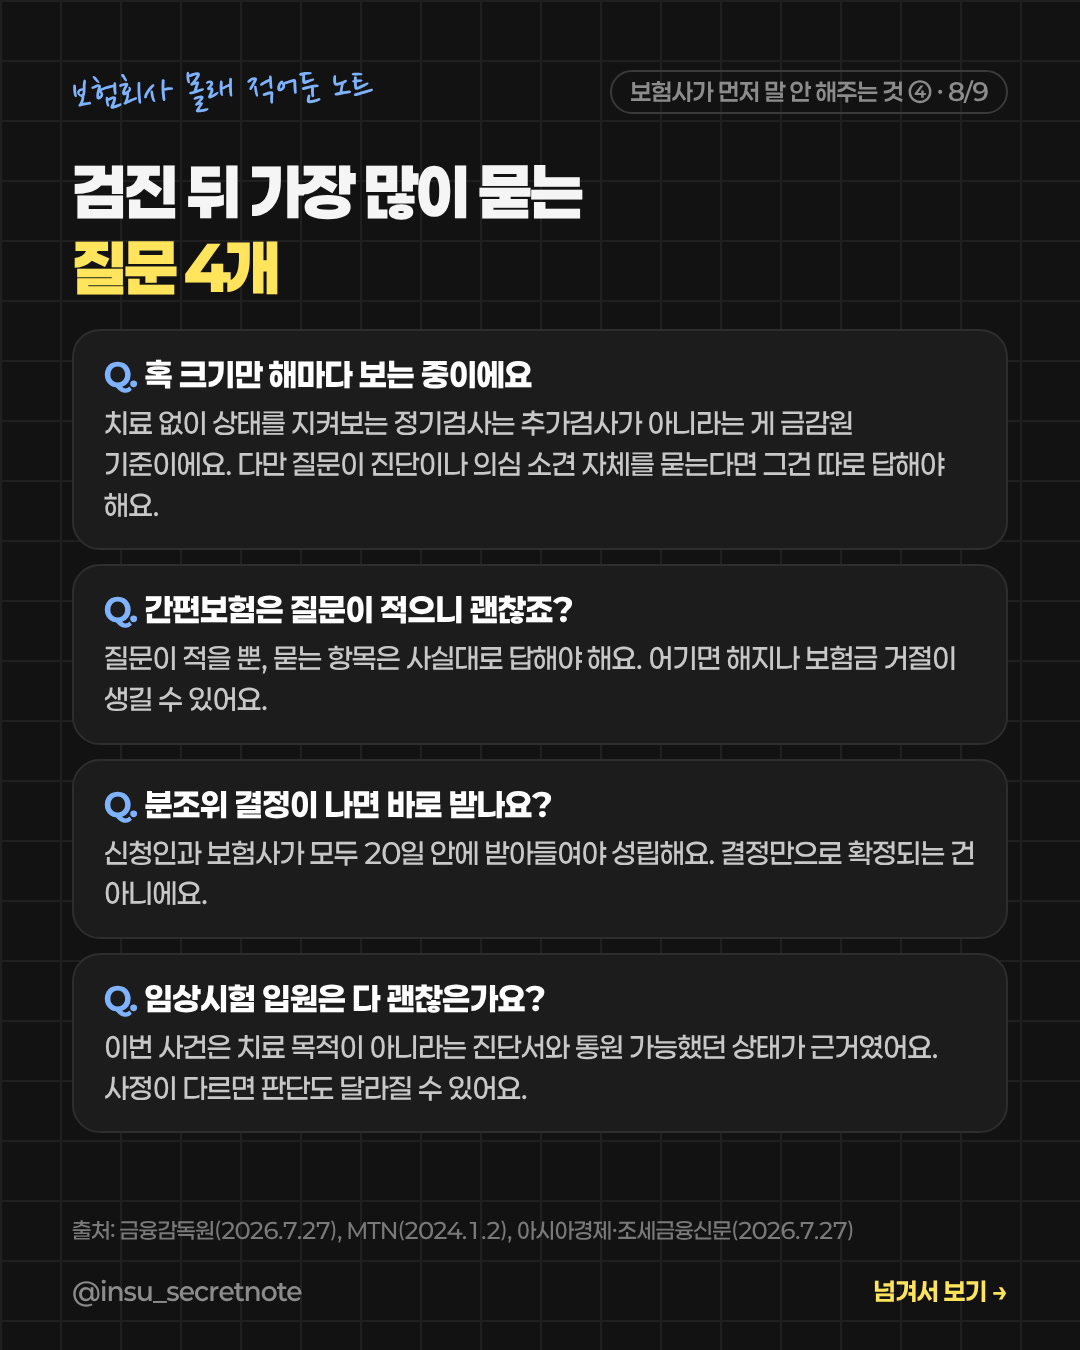 보험회사 몰래 적어둔 노트
보험사가 먼저 말 안 해주는 것 ④ · 8/9
검진 뒤 가장 많이 묻는
질문 4개
Q. 혹 크기만 해마다 보는 중이에요
치료 없이 상태를 지켜보는 정기검사는 추가검사가 아니라는 게 금감원
기준이에요. 다만 질문이 진단이나 의심 소견 자체를 묻는다면 그건 따로 답해야
해요.
Q. 간편보험은 질문이 적으니 괜찮죠?
질문이 적을 뿐, 묻는 항목은 사실대로 답해야 해요. 어기면 해지나 보험금 거절이
생길 수 있어요.
Q. 분조위 결정이 나면 바로 받나요?
신청인과 보험사가 모두 20일 안에 받아들여야 성립해요. 결정만으로 확정되는 건
아니에요.
Q. 임상시험 입원은 다 괜찮은가요?
이번 사건은 치료 목적이 아니라는 진단서와 통원 가능했던 상태가 근거였어요.
사정이 다르면 판단도 달라질 수 있어요.
출처: 금융감독원(2026.7.27), MTN(2024.1.2), 아시아경제·조세금융신문(2026.7.27)
@insu_secretnote
넘겨서 보기 →